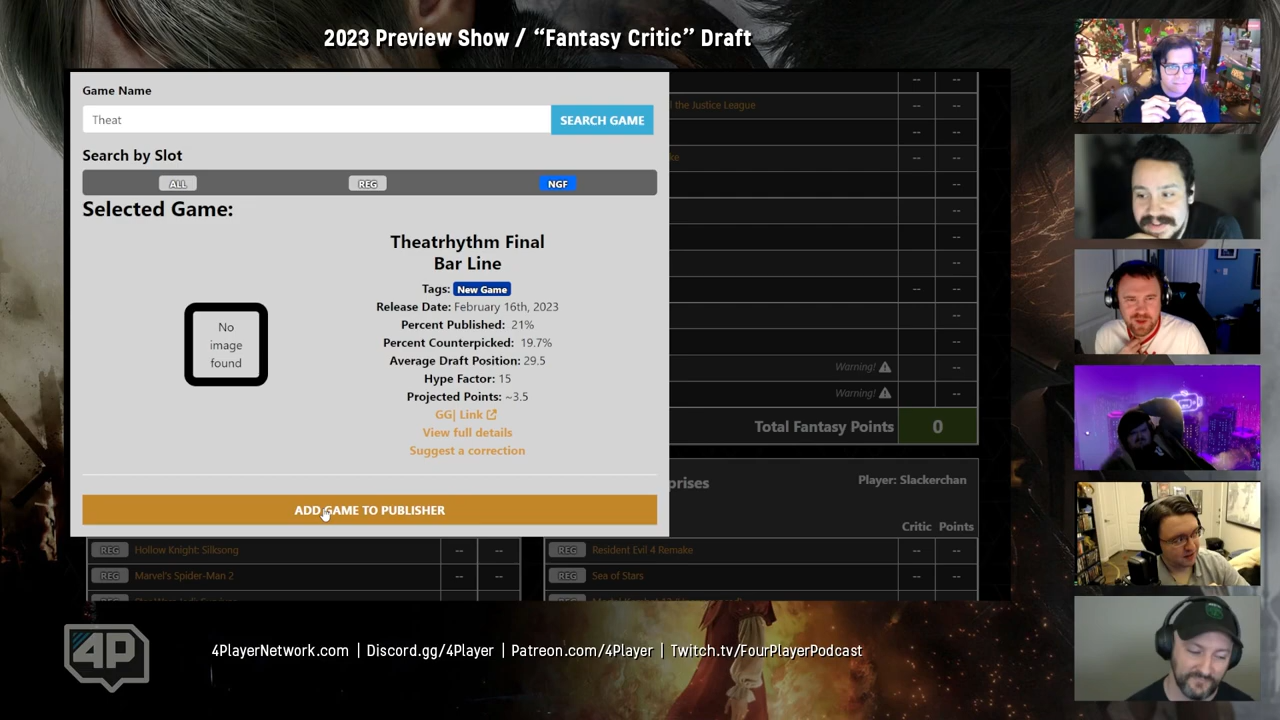 2023 Preview Show / “Fantasy Critic” Draft
Game Name
Theat
SEARCH GAME
Search by Slot
ALL
REG
NGF
Selected Game:
No
image
found
Theatrhythm Final
Bar Line
Tags: New Game
Release Date: February 16th, 2023
Percent Published: 21%
Percent Counterpicked: 19.7%
Average Draft Position: 29.5
Hype Factor: 15
Projected Points: ~3.5
GG| Link
View full details
Suggest a correction
ADD GAME TO PUBLISHER
-- --
the Justice League -- --
-- --
ke -- --
--
--
--
--
-- --
--
--
Warning! --
Warning! --
Total Fantasy Points 0
prises
Player: Slackerchan
Critic Points
REG Hollow Knight: Silksong -- --
REG Marvel's Spider-Man 2 -- --
REG Resident Evil 4 Remake -- --
REG Sea of Stars -- --
4P
4PlayerNetwork.com | Discord.gg/4Player | Patreon.com/4Player | Twitch.tv/FourPlayerPodcast